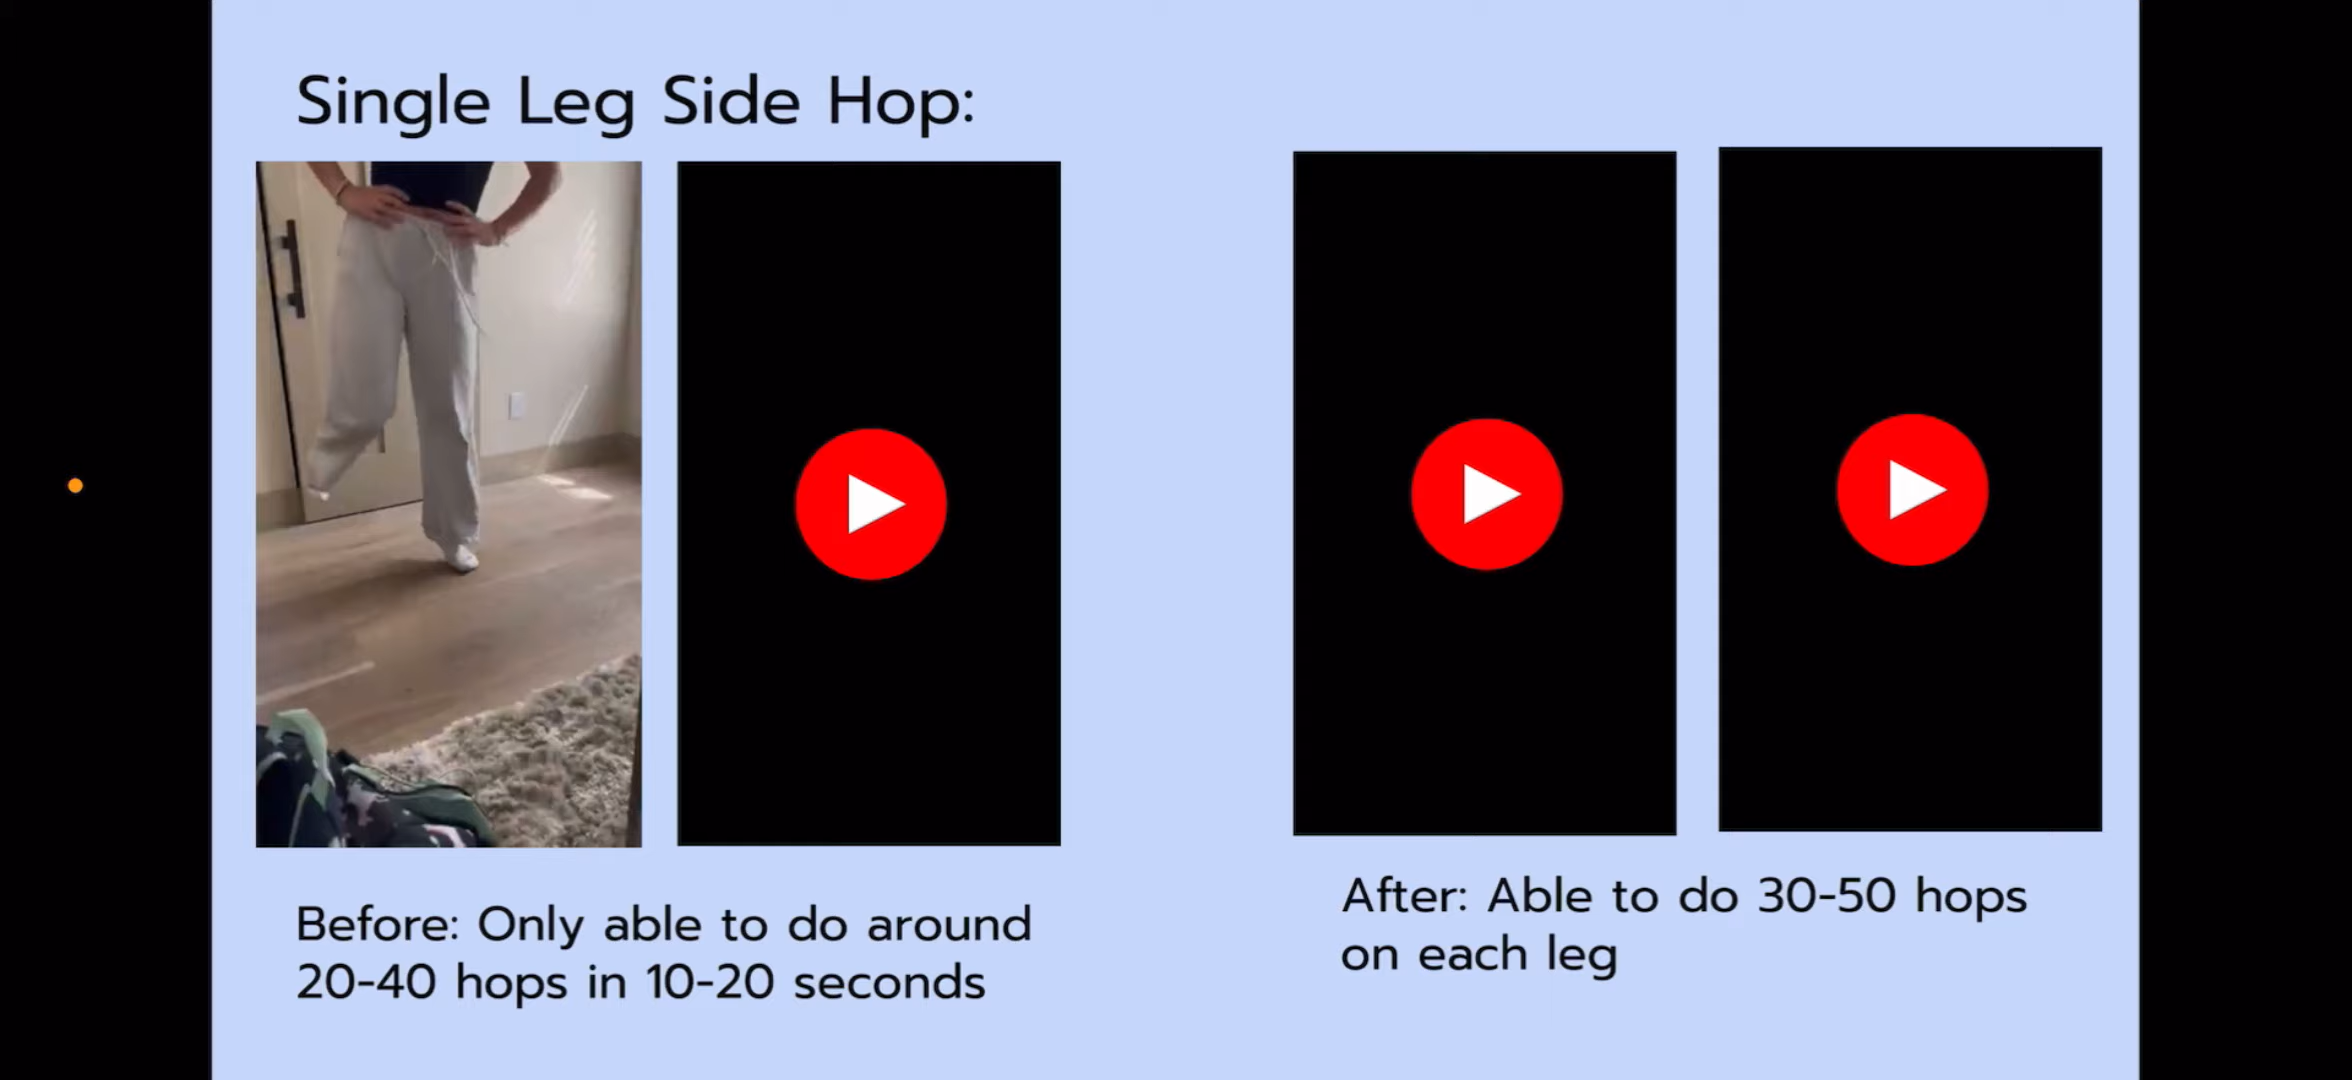 Single Leg Side Hop:
Before: Only able to do around
20-40 hops in 10-20 seconds
After: Able to do 30-50 hops
on each leg